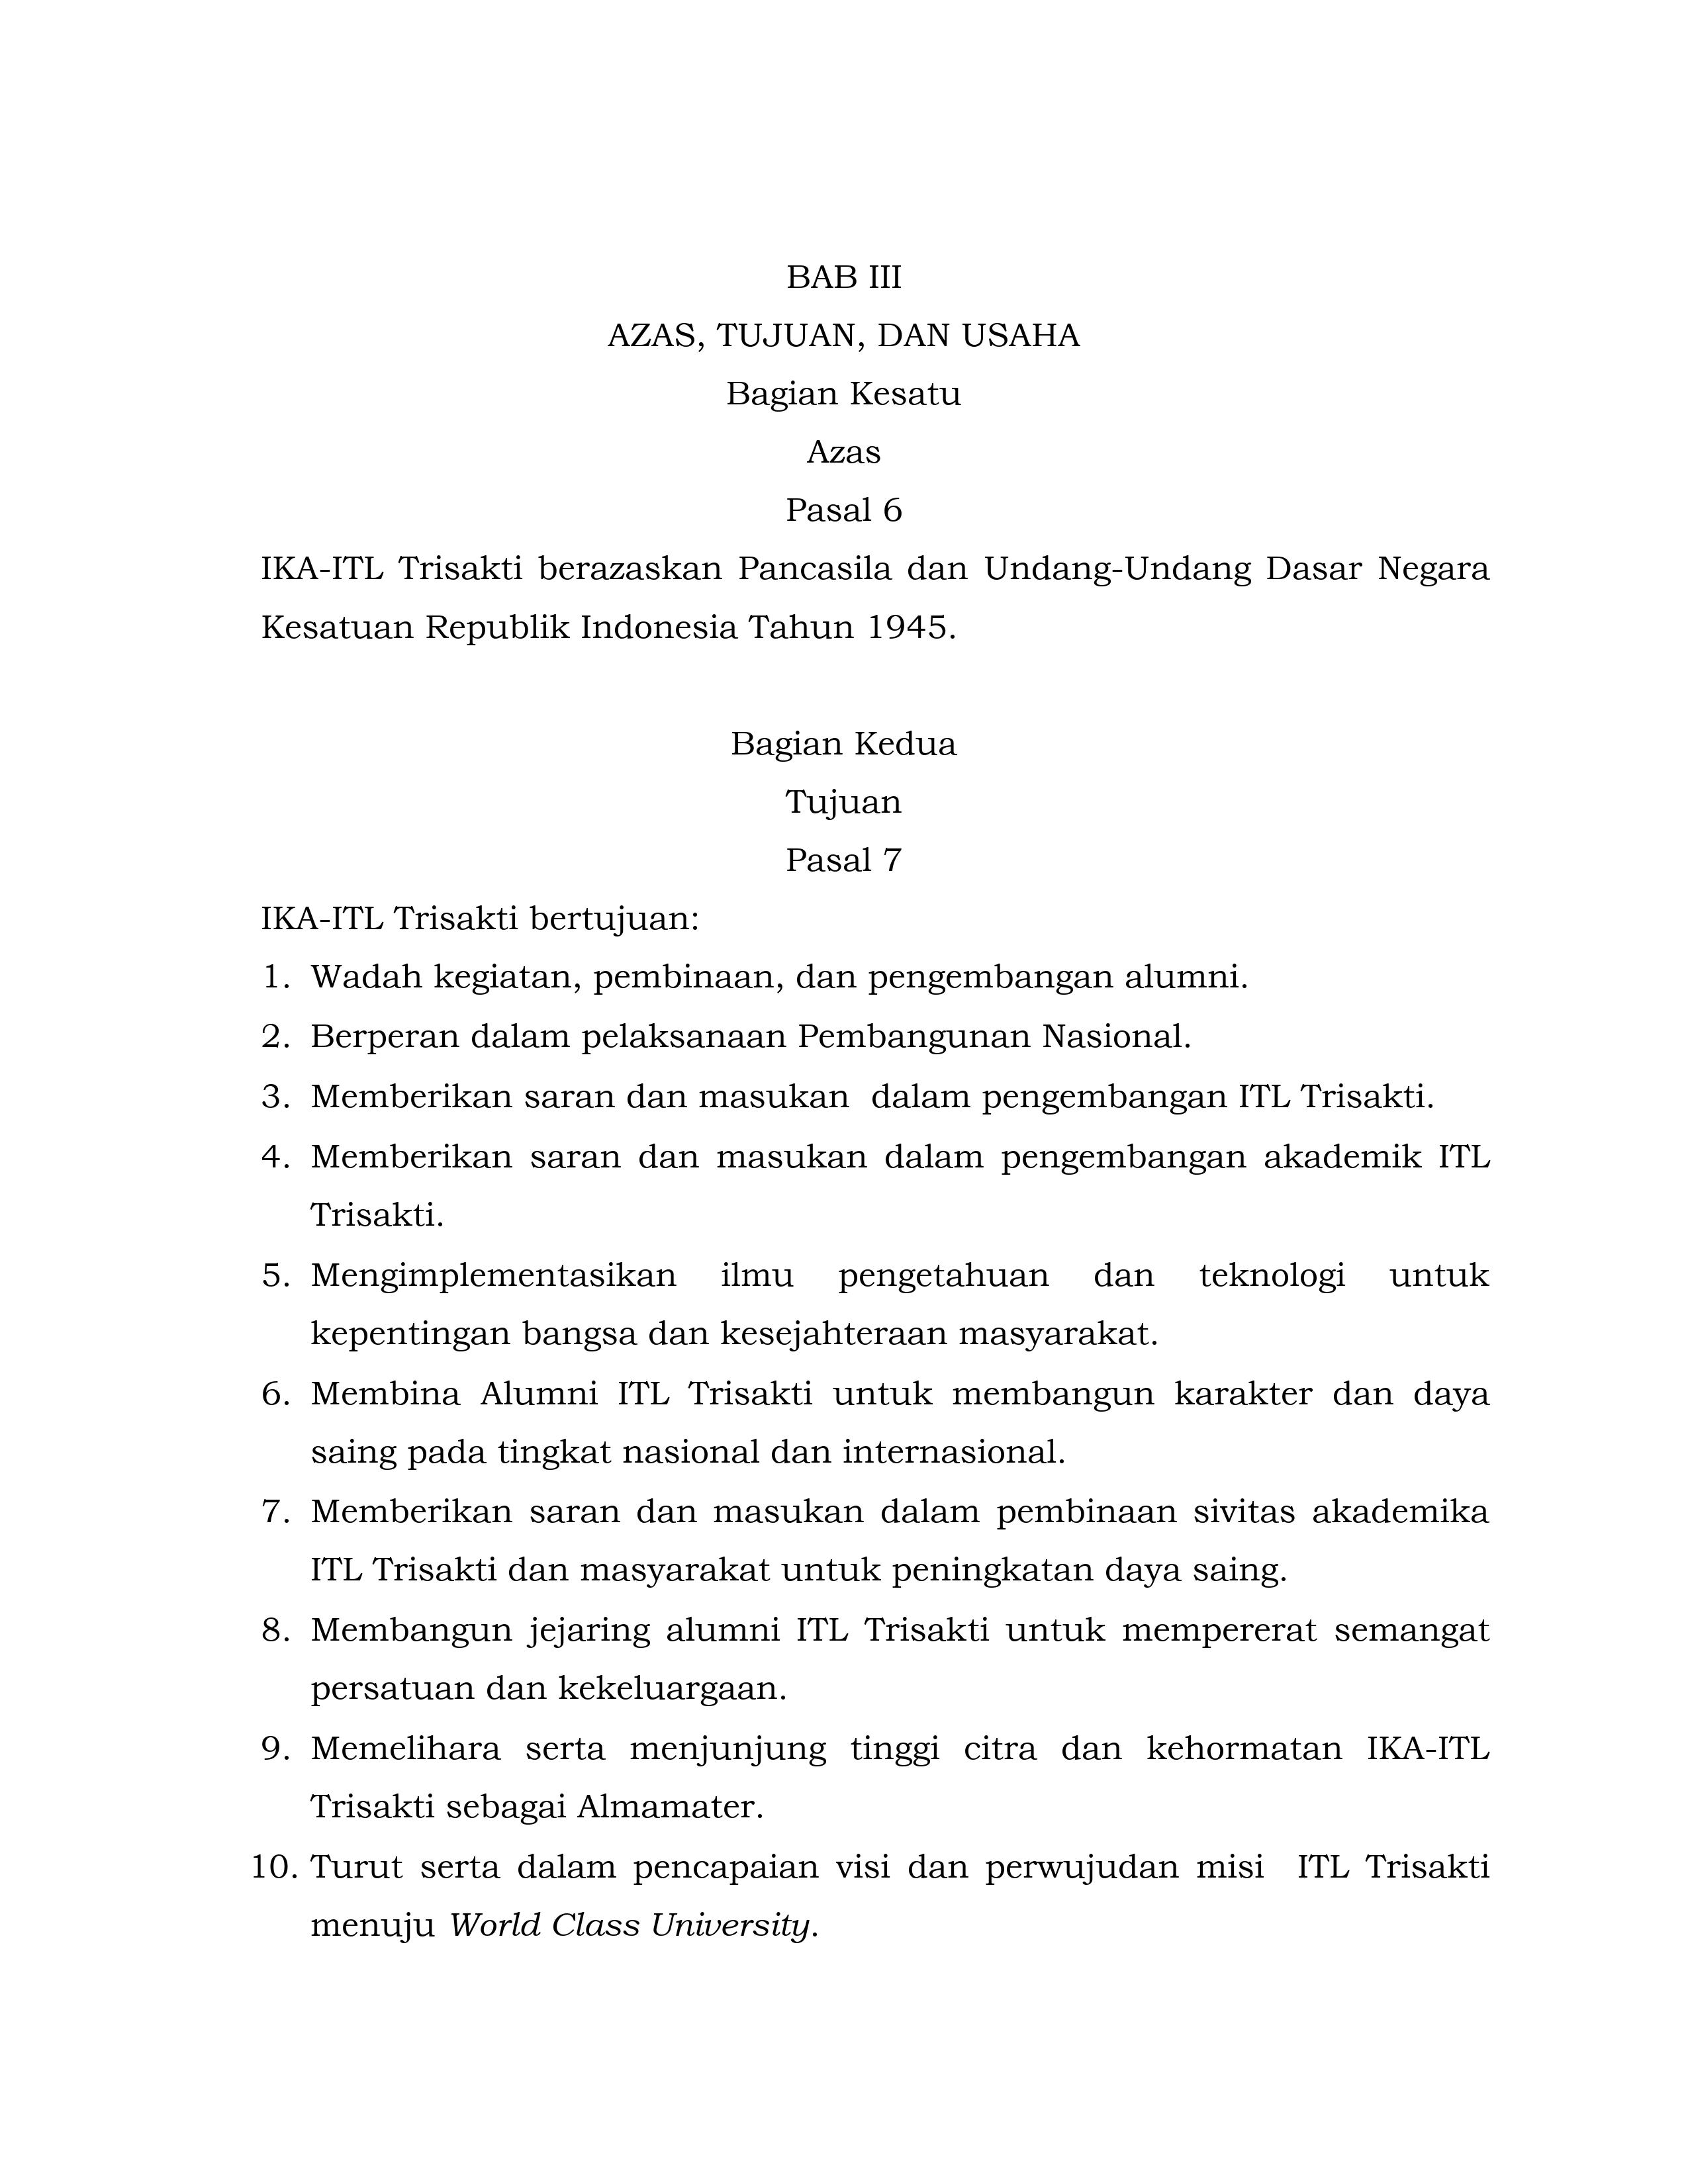 BAB III
AZAS, TUJUAN, DAN USAHA
Bagian Kesatu
Azas
Pasal 6
IKA-ITL Trisakti berazaskan Pancasila dan Undang-Undang Dasar Negara
Kesatuan Republik Indonesia Tahun 1945.
Bagian Kedua
Tujuan
Pasal 7
IKA-ITL Trisakti bertujuan:
1. Wadah kegiatan, pembinaan, dan pengembangan alumni.
2. Berperan dalam pelaksanaan Pembangunan Nasional.
3. Memberikan saran dan masukan dalam pengembangan ITL Trisakti.
4. Memberikan saran dan masukan dalam pengembangan akademik ITL
Trisakti.
5. Mengimplementasikan ilmu pengetahuan dan teknologi untuk
kepentingan bangsa dan kesejahteraan masyarakat.
6. Membina Alumni ITL Trisakti untuk membangun karakter dan daya
saing pada tingkat nasional dan internasional.
7. Memberikan saran dan masukan dalam pembinaan sivitas akademika
ITL Trisakti dan masyarakat untuk peningkatan daya saing.
8. Membangun jejaring alumni ITL Trisakti untuk mempererat semangat
persatuan dan kekeluargaan.
9. Memelihara serta menjunjung tinggi citra dan kehormatan IKA-ITL
Trisakti sebagai Almamater.
10. Turut serta dalam pencapaian visi dan perwujudan misi ITL Trisakti
menuju World Class University.